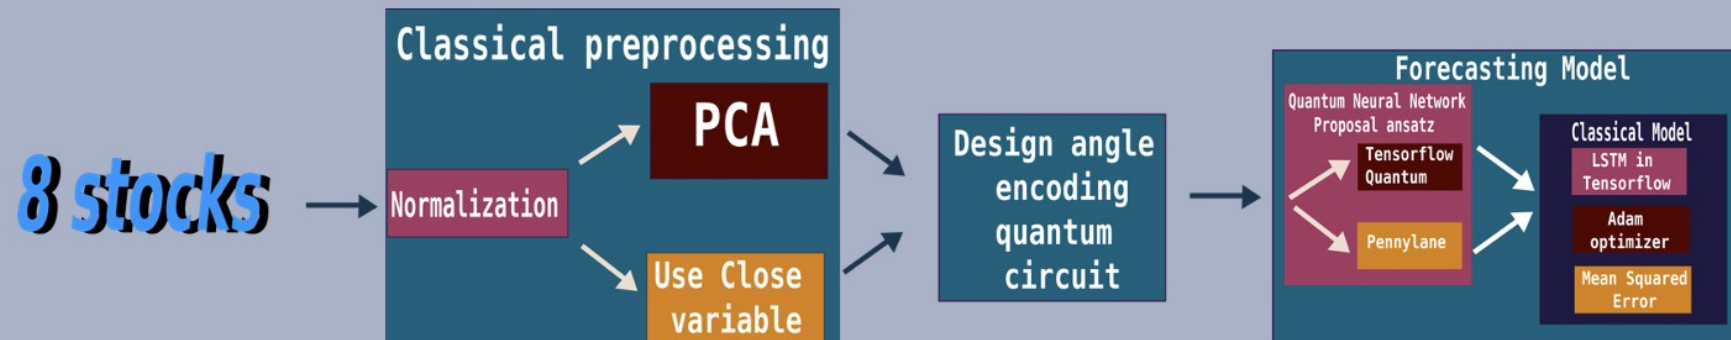 8 stocks
Classical preprocessing
Normalization
PCA
Use Close
variable
Design angle
encoding
quantum
circuit
Forecasting Model
Quantum Neural Network
Proposal ansatz
Tensorflow
Quantum
Pennylane
Classical Model
LSTM in
Tensorflow
Adam
optimizer
Mean Squared
Error